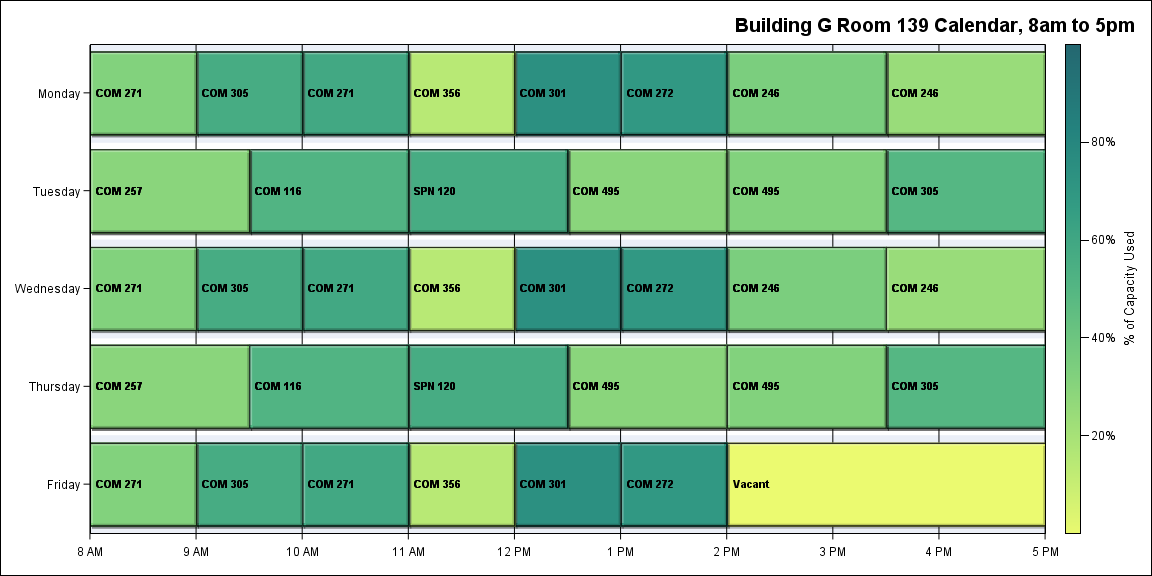 Building G Room 139 Calendar, 8am to 5pm
Monday
COM 271
COM 305
COM 271
COM 356
COM 301
COM 272
COM 246
COM 246
Tuesday
COM 257
COM 116
SPN 120
COM 495
COM 495
COM 305
Wednesday
COM 271
COM 305
COM 271
COM 356
COM 301
COM 272
COM 246
COM 246
Thursday
COM 257
COM 116
SPN 120
COM 495
COM 495
COM 305
Friday
COM 271
COM 305
COM 271
COM 356
COM 301
COM 272
Vacant
8 AM
9 AM
10 AM
11 AM
12 PM
1 PM
2 PM
3 PM
4 PM
5 PM
80%
60%
40%
20%
% of Capacity Used